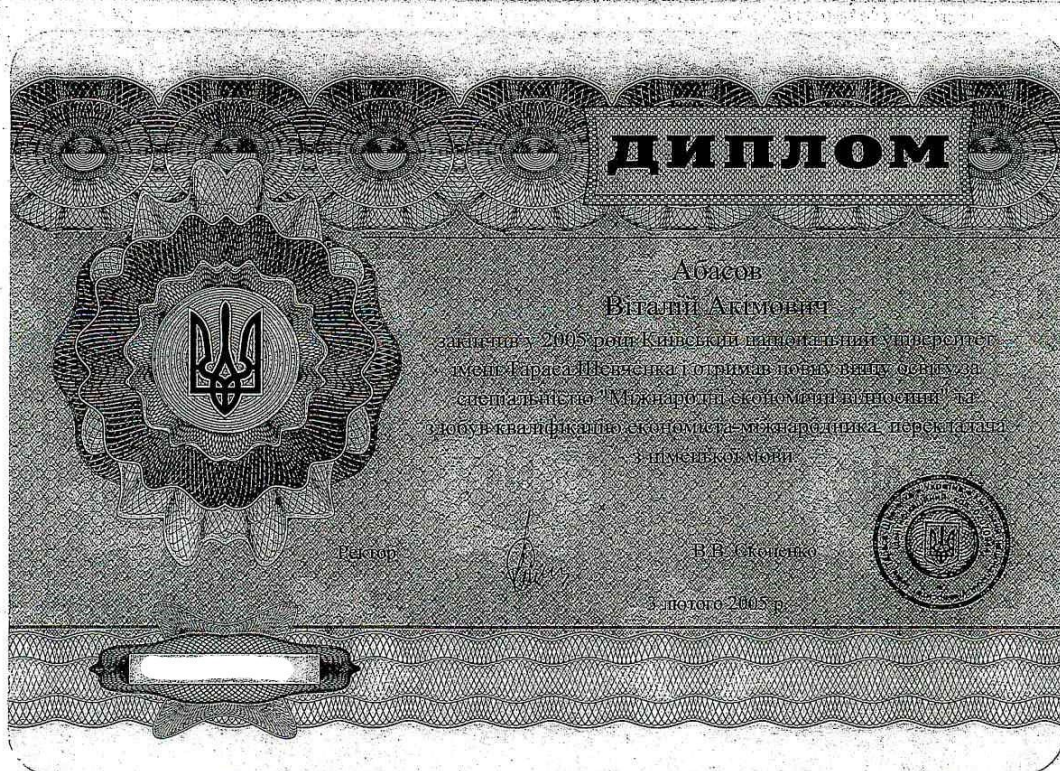 ДИПЛОМ
Абасов
Віталій Акімович
закінчив у 2005 році Київський національний університет
імені Тараса Шевченка і отримав повну вищу освіту за
спеціальністю "Міжнародні економічні відносини" та
здобув кваліфікацію економіста-міжнародника, перекладача
з німецької мови
Ректор
В.В. Скопенко
3 лютого 2005 р.